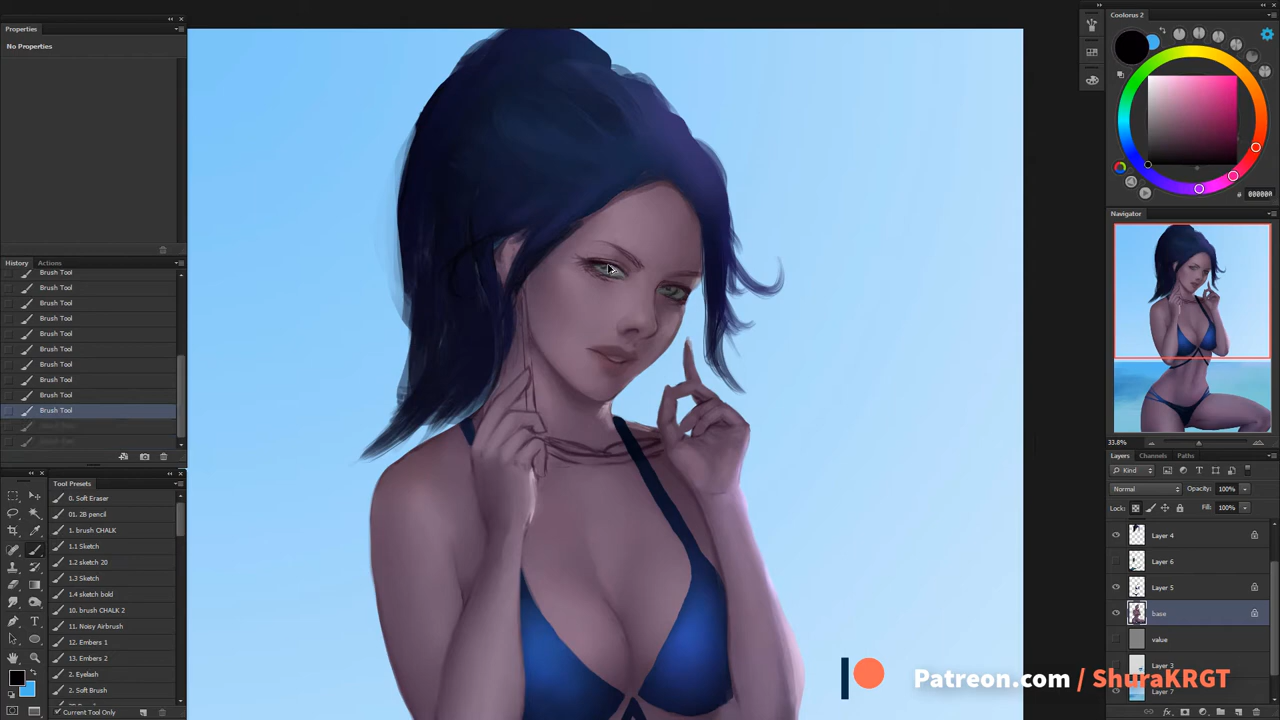 Properties
No Properties
Coolorus 2
000000
Navigator
33.8%
History
Actions
Brush Tool
Brush Tool
Brush Tool
Brush Tool
Brush Tool
Brush Tool
Brush Tool
Brush Tool
Brush Tool
Brush Tool
Tool Presets
0. Soft Eraser
01. 2B pencil
1. brush CHALK
1.1 Sketch
1.2 sketch 20
1.3 Sketch
1.4 sketch bold
10. brush CHALK 2
11. Noisy Airbrush
12. Embers 1
13. Embers 2
2. Eyelash
2. Soft Brush
Current Tool Only
Layers
Channels
Paths
Kind
Normal
Opacity: 100%
Lock:
Fill: 100%
Layer 4
Layer 6
Layer 5
base
value
Layer 3
Layer 7
Patreon.com / ShuraKRGT